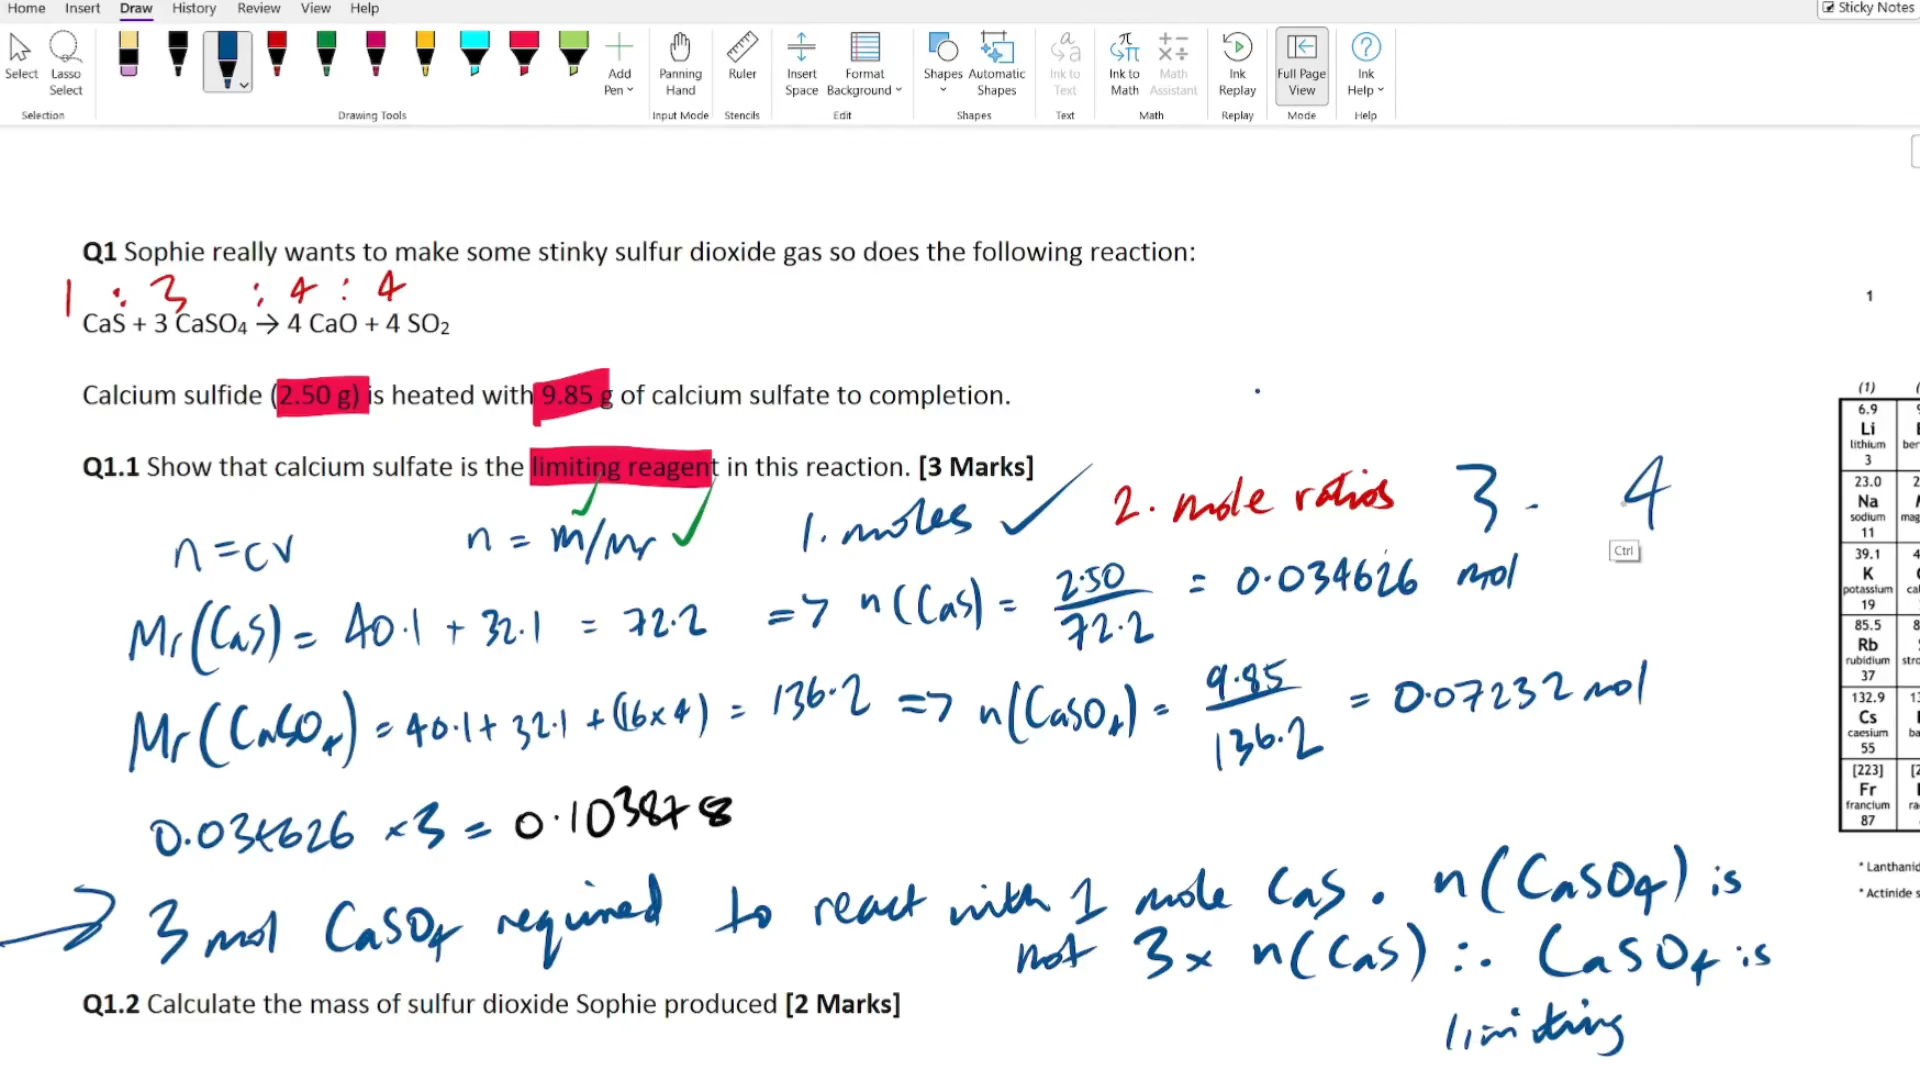 Home Insert Draw History Review View Help
Sticky Notes
Select
Lasso Select
Add Pen
Panning Hand
Ruler
Insert Space
Format Background
Shapes
Automatic Shapes
Ink to Text
Ink to Math
Math Assistant
Ink Replay
Full Page View
Ink Help
Selection Drawing Tools Input Mode Stencils Edit Shapes Text Math Replay Mode Help
Q1 Sophie really wants to make some stinky sulfur dioxide gas so does the following reaction:
1 : 3 : 4 : 4
CaS + 3 CaSO₄ → 4 CaO + 4 SO₂
Calcium sulfide (2.50 g) is heated with 9.85 g of calcium sulfate to completion.
Q1.1 Show that calcium sulfate is the limiting reagent in this reaction. [3 Marks]
n = cv n = m/Mr ✓ 1. moles ✓ 2. mole ratios 3 - 4
Ctrl
Mr(CaS) = 40.1 + 32.1 = 72.2 => n(CaS) = 2.50/72.2 = 0.034626 mol
Mr(CaSO4) = 40.1 + 32.1 + (16x4) = 136.2 => n(CaSO4) = 9.85/136.2 = 0.07232 mol
0.034626 x3 = 0.103878
→ 3 mol CaSO4 required to react with 1 mole CaS. n(CaSO4) is
not 3x n(CaS) ∴ CaSO4 is
limiting
Q1.2 Calculate the mass of sulfur dioxide Sophie produced [2 Marks]
1
(1)
6.9
Li
lithium
3
23.0
Na
sodium
11
39.1
K
potassium
19
85.5
Rb
rubidium
37
132.9
Cs
caesium
55
[223]
Fr
francium
87
* Lanthanid
* Actinide s